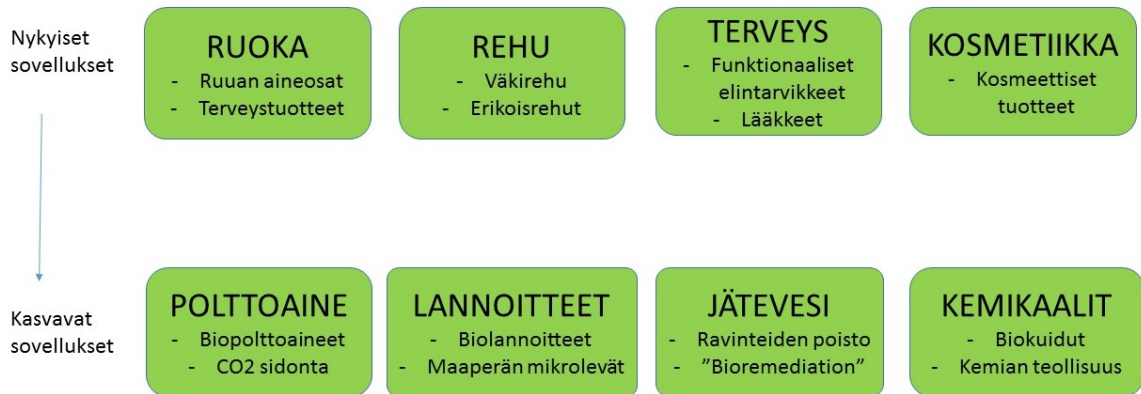 Nykyiset
sovellukset
RUOKA
- Ruuan aineosat
- Terveystuotteet
REHU
- Väkirehu
- Erikoisrehut
TERVEYS
- Funktionaaliset
elintarvikkeet
- Lääkkeet
KOSMETIIKKA
- Kosmeettiset
tuotteet
Kasvavat
sovellukset
POLTTOAINE
- Biopolttoaineet
- CO2 sidonta
LANNOITTEET
- Biolannoitteet
- Maaperän mikrolevät
JÄTEVESI
- Ravinteiden poisto
- ”Bioremediation”
KEMIKAALIT
- Biokuidut
- Kemian teollisuus